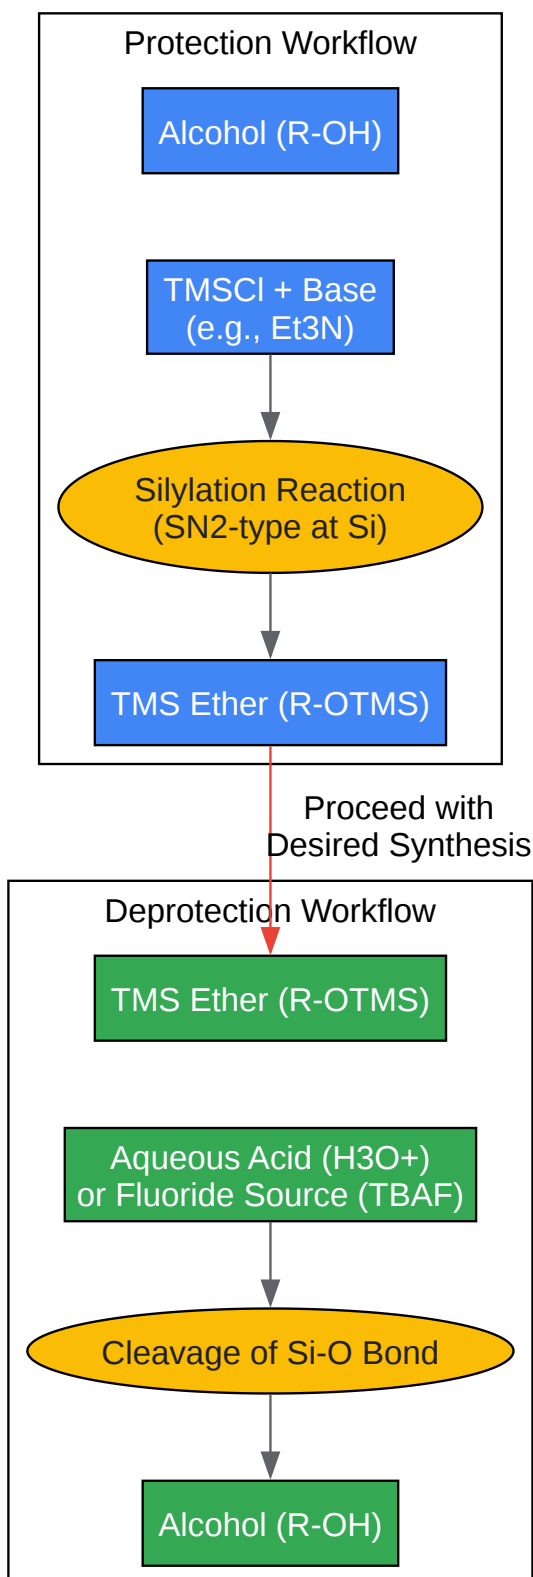 Protection Workflow
Alcohol (R-OH)
TMSCl + Base
(e.g., Et3N)
Silylation Reaction
(SN2-type at Si)
TMS Ether (R-OTMS)
Proceed with
Desired Synthesis
Deprotection Workflow
TMS Ether (R-OTMS)
Aqueous Acid (H3O+)
or Fluoride Source (TBAF)
Cleavage of Si-O Bond
Alcohol (R-OH)